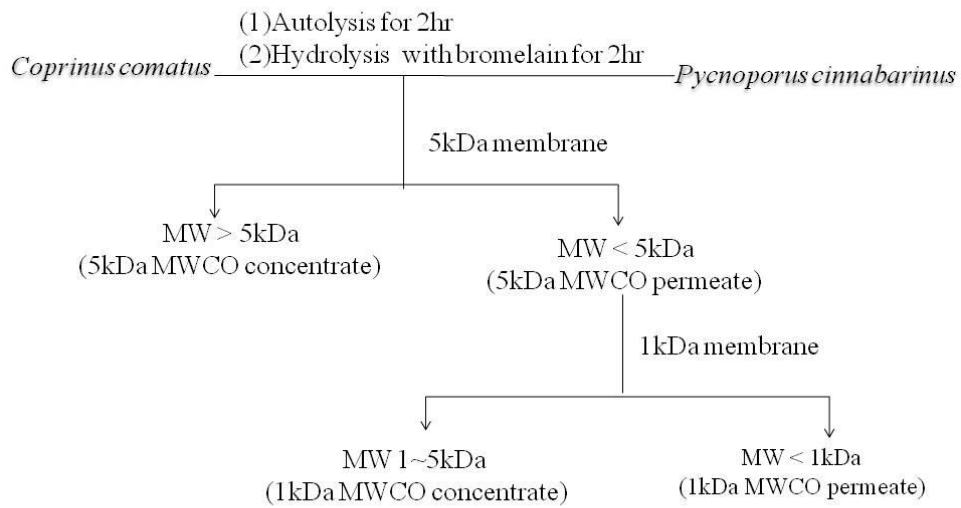 (1)Autolysis for 2hr
(2)Hydrolysis with bromelain for 2hr
Coprinus comatus
Pycnoporus cinnabarinus
5kDa membrane
MW > 5kDa
(5kDa MWCO concentrate)
MW < 5kDa
(5kDa MWCO permeate)
1kDa membrane
MW 1~5kDa
(1kDa MWCO concentrate)
MW < 1kDa
(1kDa MWCO permeate)